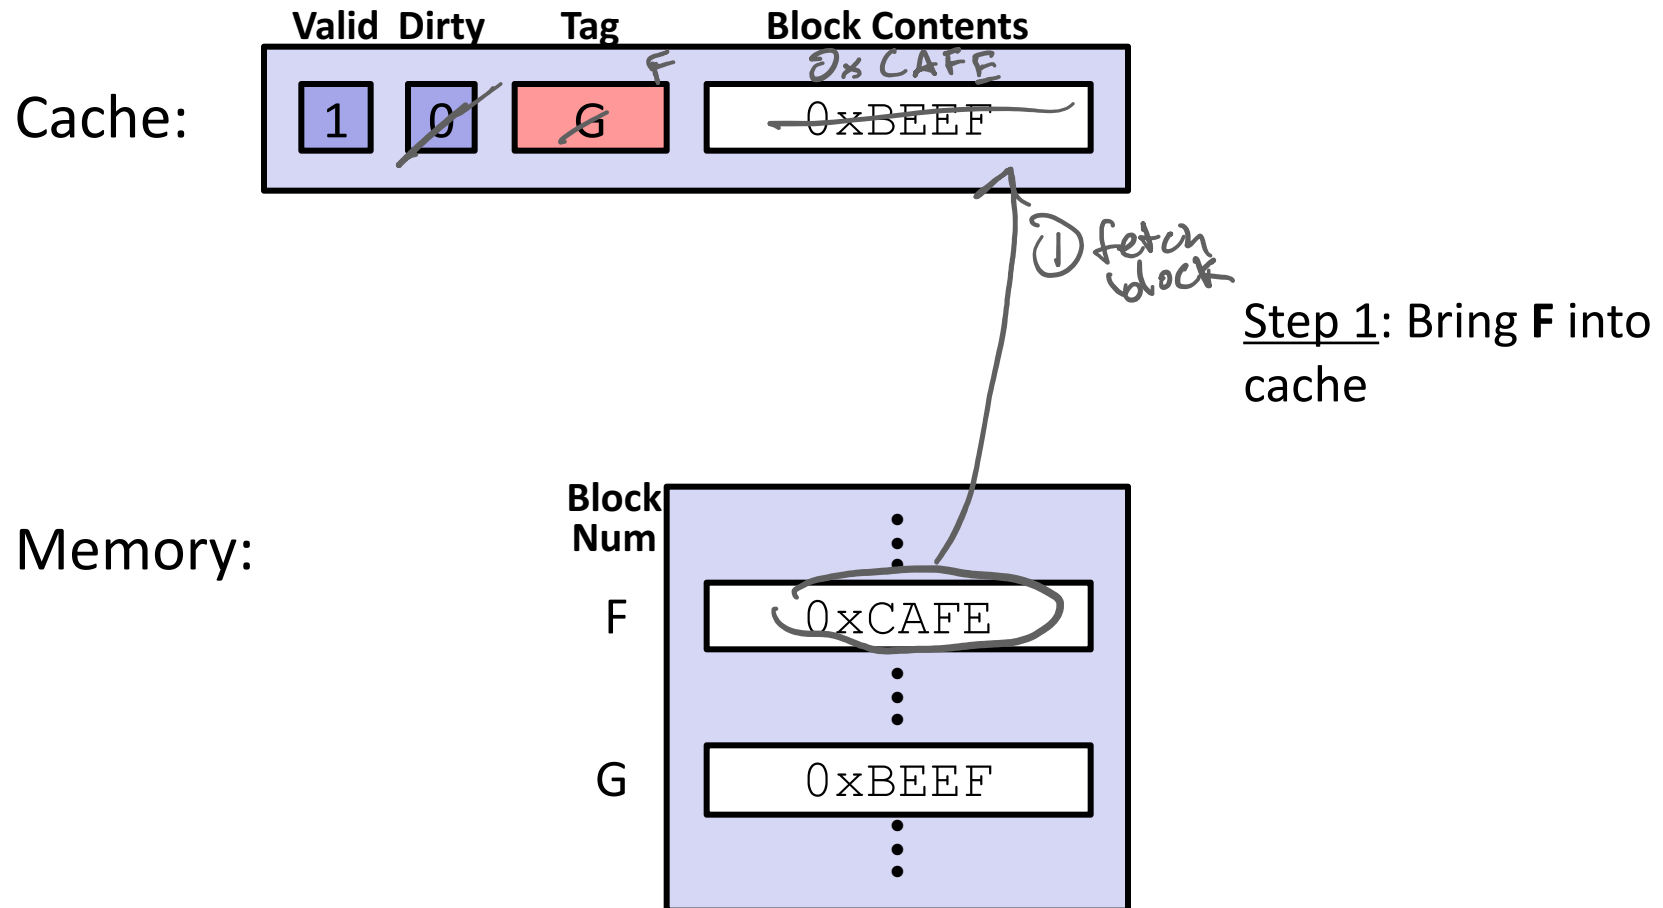 Valid Dirty Tag Block Contents
F 0x CAFE
Cache: 1 0 G 0xBEEF
1 fetch
block
Step 1: Bring F into
cache
Block
Num
Memory:
F 0xCAFE
G 0xBEEF